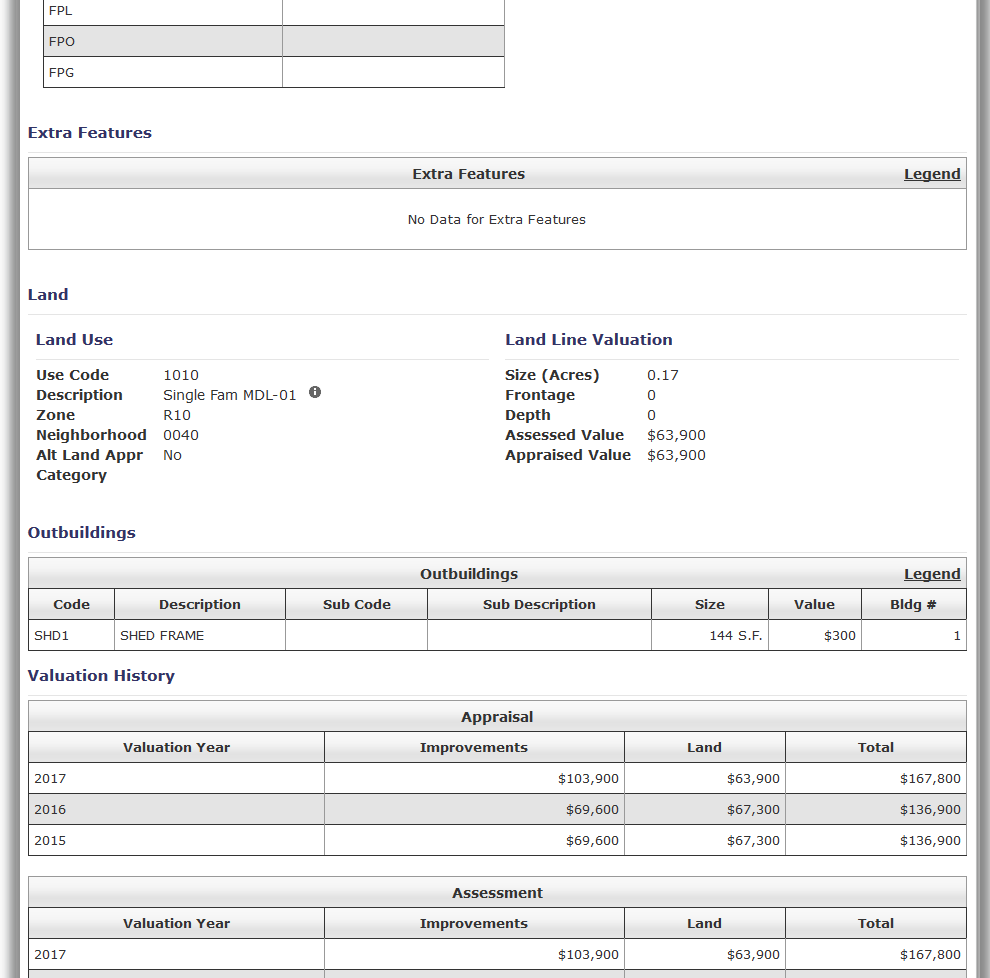 FPL
FPO
FPG
Extra Features
Extra Features Legend
No Data for Extra Features
Land
Land Use
Use Code 1010
Description Single Fam MDL-01
Zone R10
Neighborhood 0040
Alt Land Appr No
Category
Land Line Valuation
Size (Acres) 0.17
Frontage 0
Depth 0
Assessed Value $63,900
Appraised Value $63,900
Outbuildings
Outbuildings Legend
Code Description Sub Code Sub Description Size Value Bldg #
SHD1 SHED FRAME 144 S.F. $300 1
Valuation History
Appraisal
Valuation Year Improvements Land Total
2017 $103,900 $63,900 $167,800
2016 $69,600 $67,300 $136,900
2015 $69,600 $67,300 $136,900
Assessment
Valuation Year Improvements Land Total
2017 $103,900 $63,900 $167,800